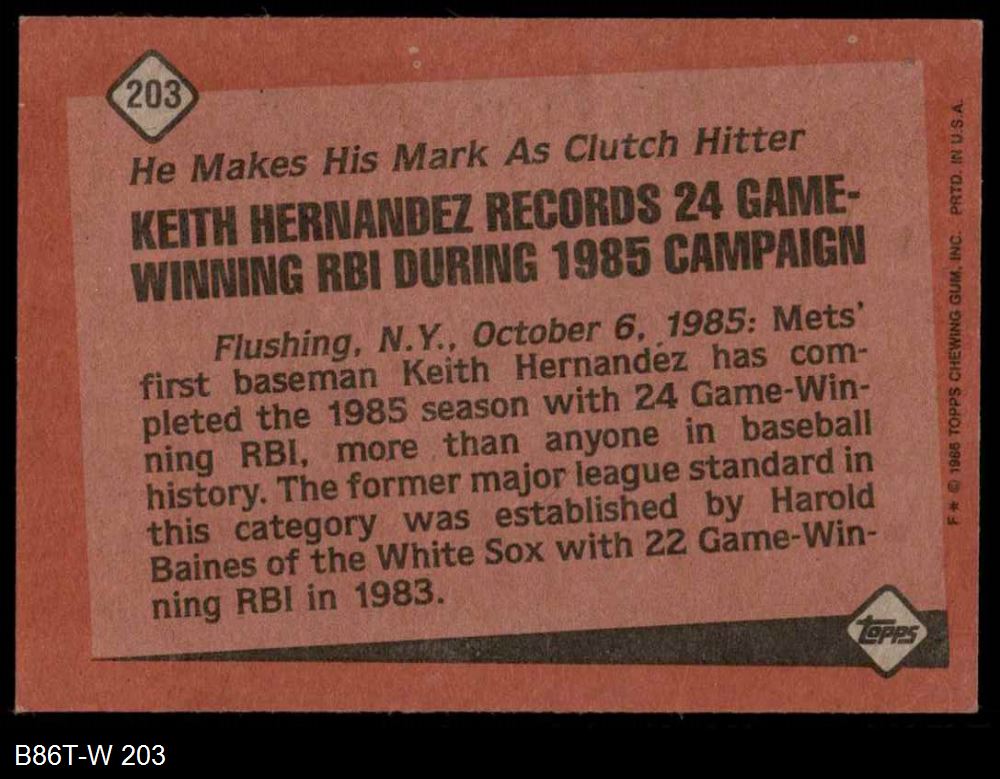 203
He Makes His Mark As Clutch Hitter
KEITH HERNANDEZ RECORDS 24 GAME-
WINNING RBI DURING 1985 CAMPAIGN
Flushing, N.Y., October 6, 1985: Mets'
first baseman Keith Hernandez has com-
pleted the 1985 season with 24 Game-Win-
ning RBI, more than anyone in baseball
history. The former major league standard in
this category was established by Harold
Baines of the White Sox with 22 Game-Win-
ning RBI in 1983.
topps
F* © 1986 TOPPS CHEWING GUM, INC. PRTD. IN U.S.A.
B86T-W 203